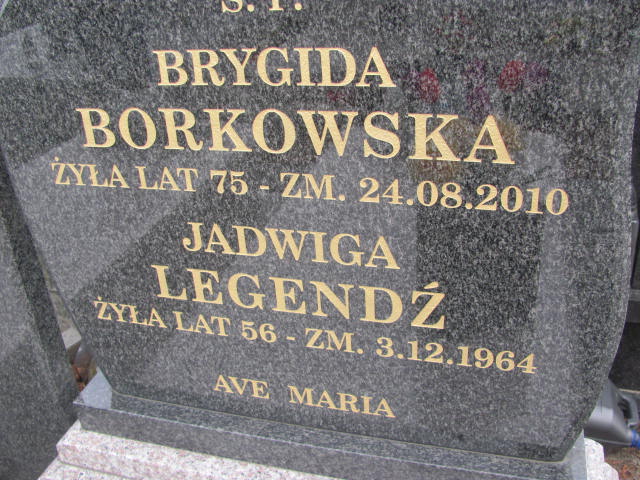 Ś. P.
BRYGIDA
BORKOWSKA
ŻYŁA LAT 75 - ZM. 24.08.2010
JADWIGA
LEGENDŹ
ŻYŁA LAT 56 - ZM. 3.12.1964
AVE MARIA